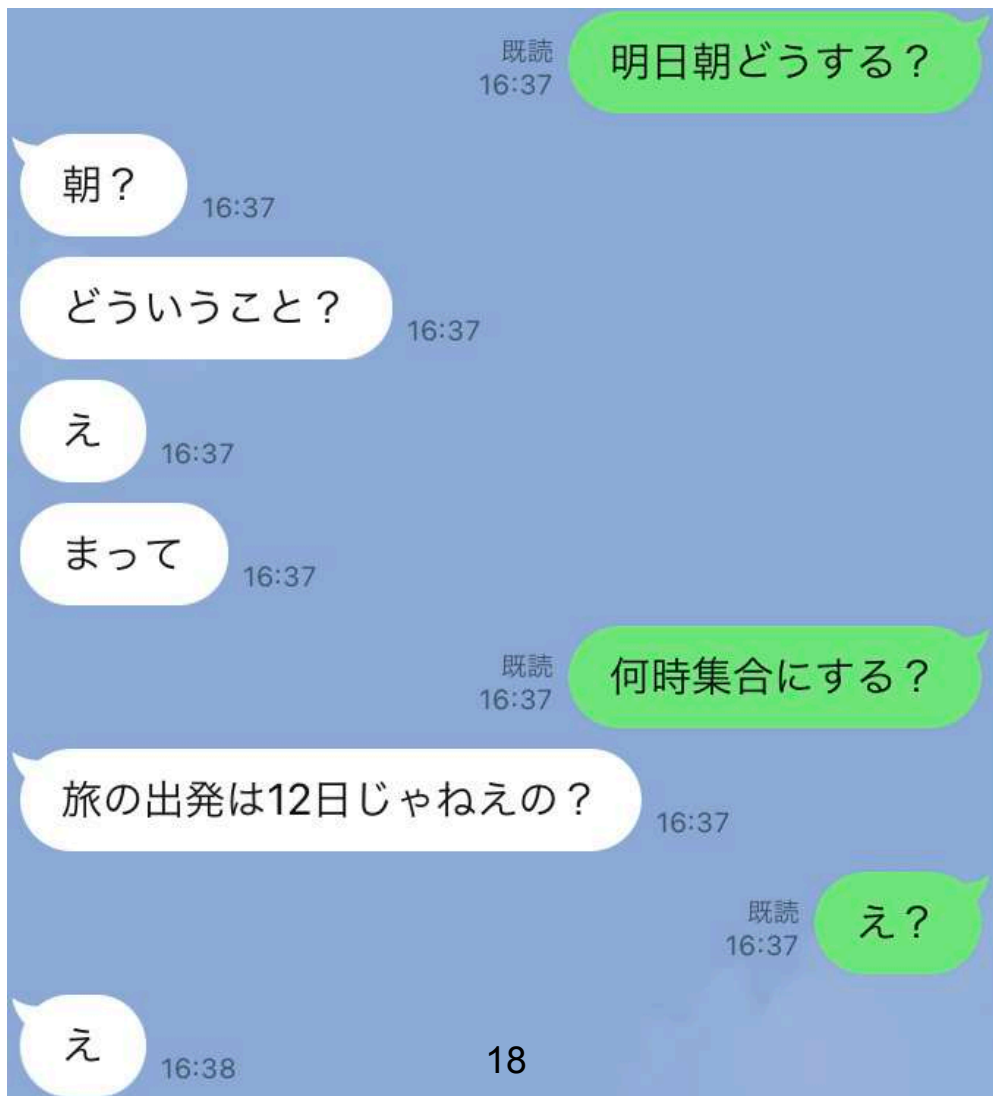 既読
16:37
明日朝どうする？
朝？
16:37
どういうこと？
16:37
え
16:37
まって
16:37
既読
16:37
何時集合にする？
旅の出発は12日じゃねえの？
16:37
既読
16:37
え？
え
16:38
18